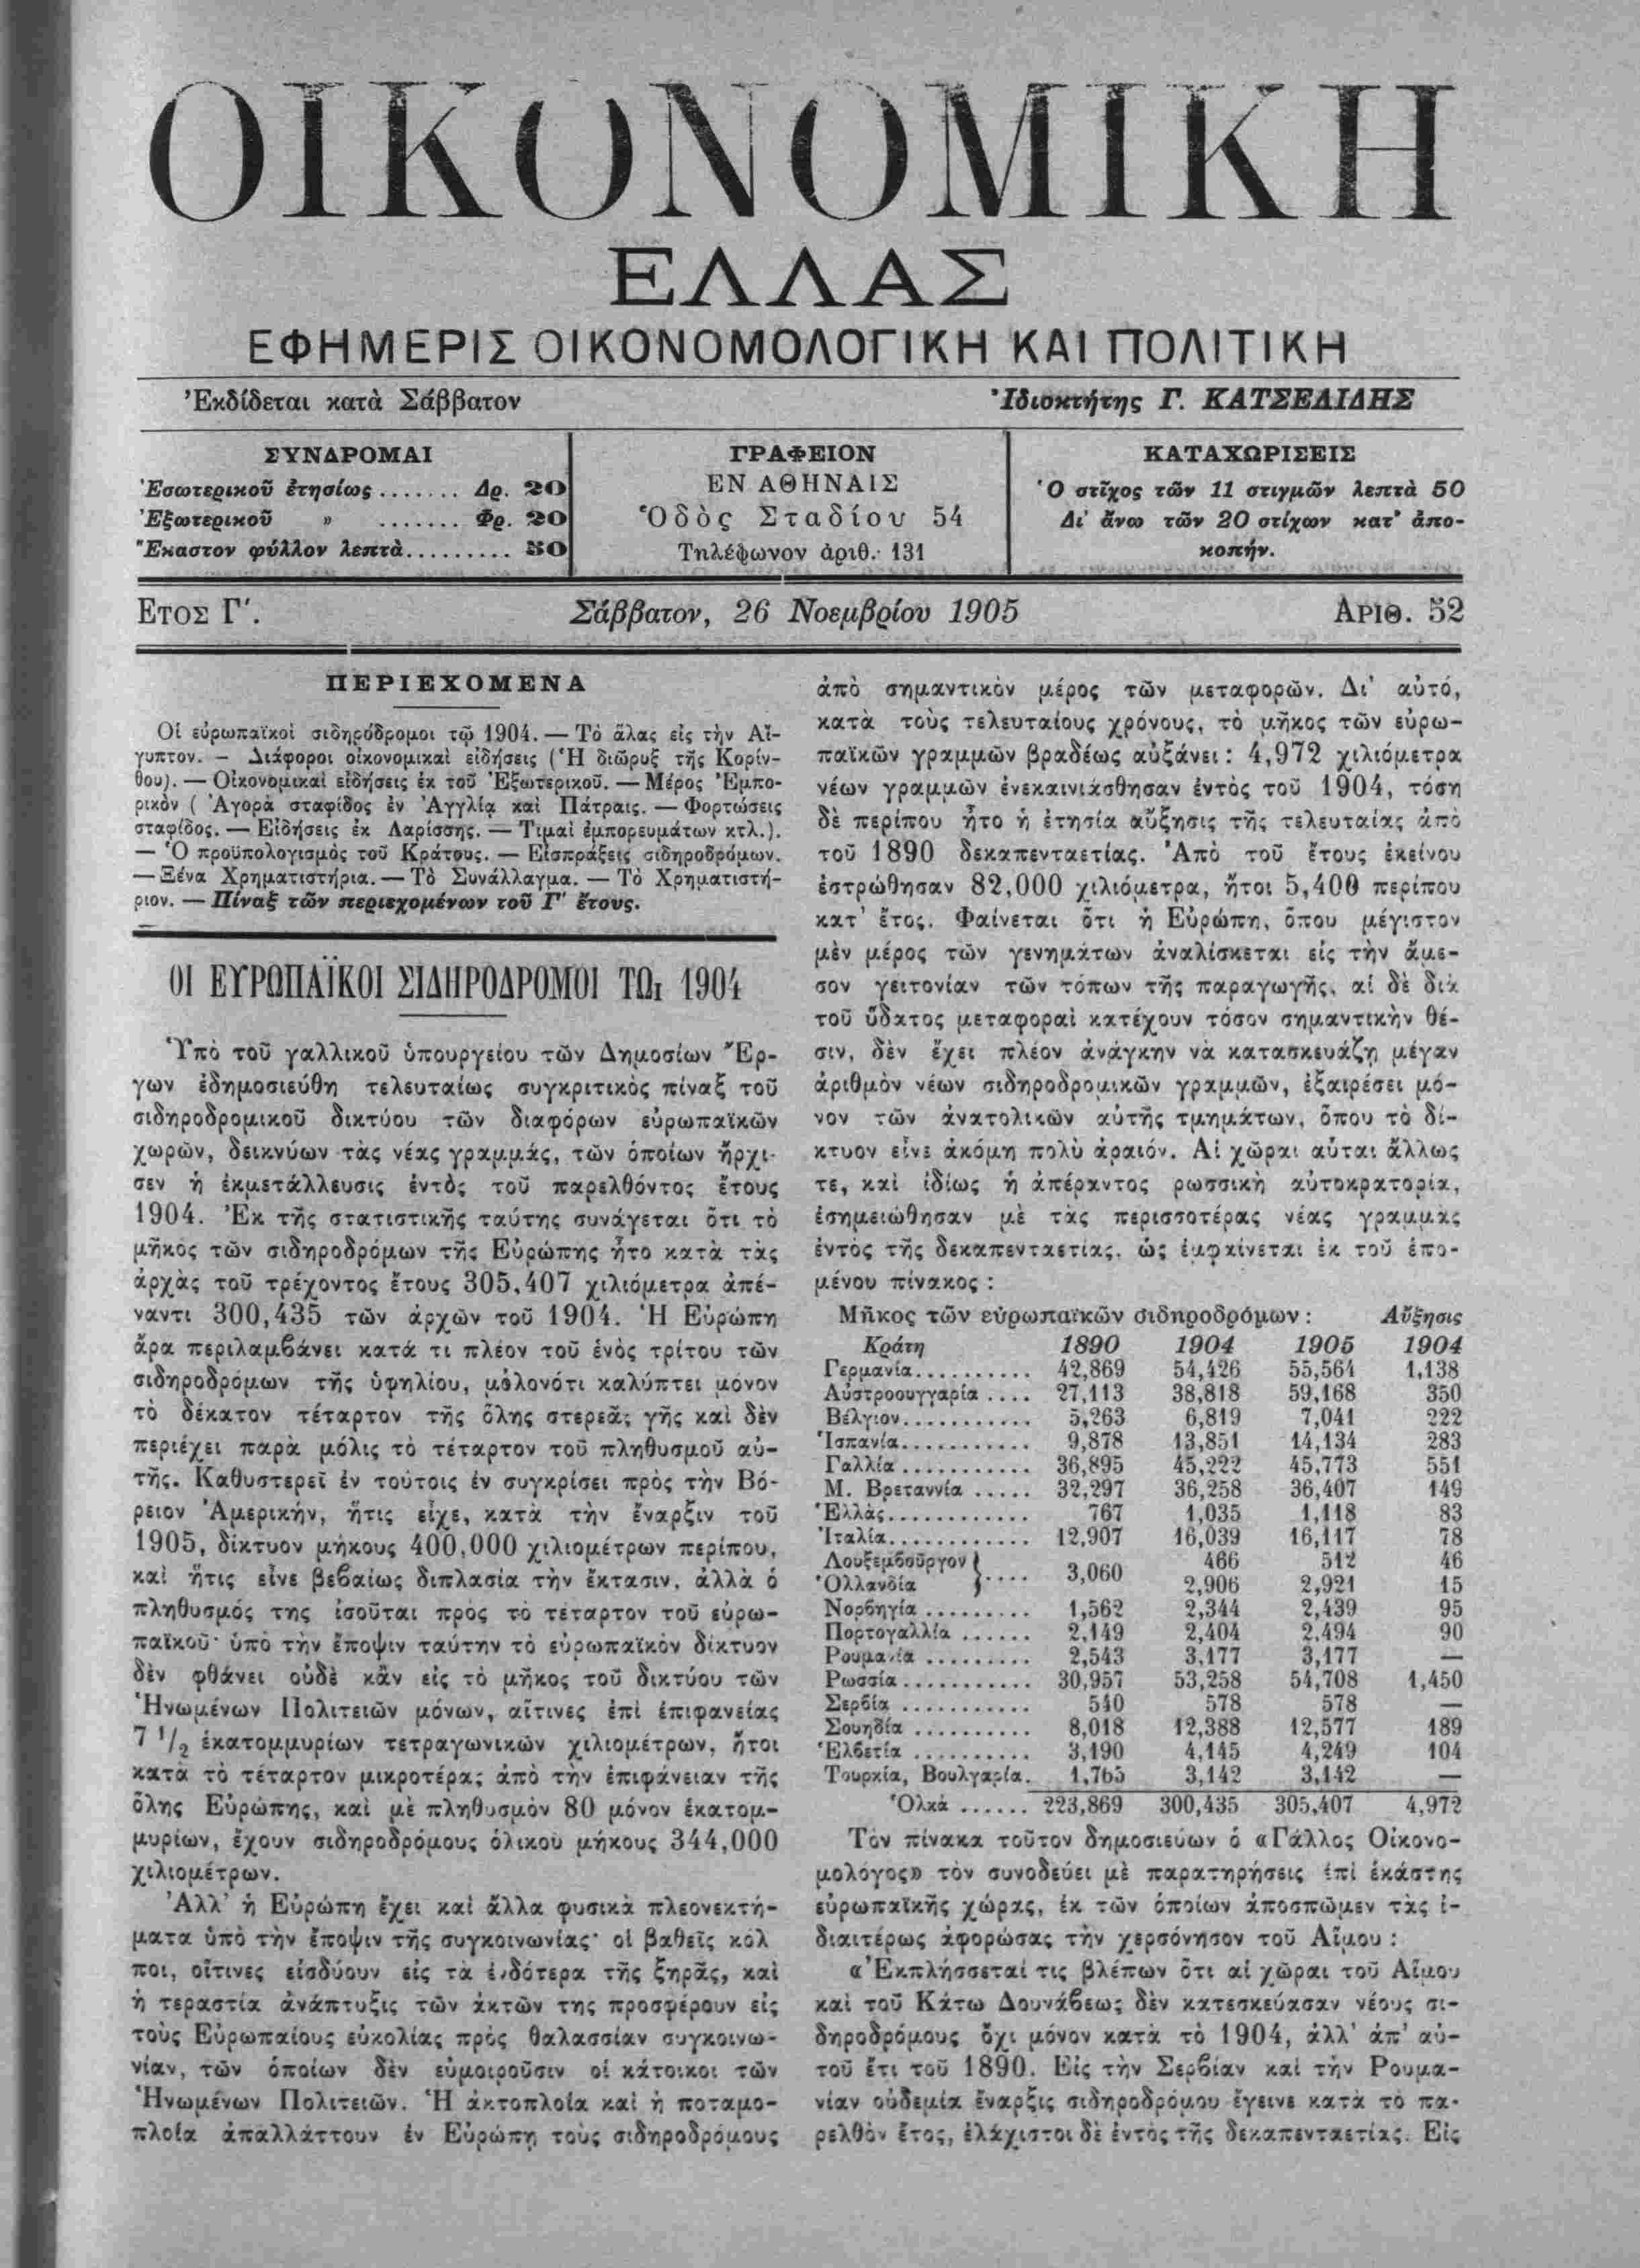 ΟΙΚΟΝΟΜΙΚΗ
ΕΛΛΑΣ
ΕΦΗΜΕΡΙΣ ΟΙΚΟΝΟΜΟΛΟΓΙΚΗ ΚΑΙ ΠΟΛΙΤΙΚΗ
Ἐκδίδεται κατὰ Σάββατον
Ἰδιοκτήτης Γ. ΚΑΤΣΕΛΙΔΗΣ
ΣΥΝΔΡΟΜΑΙ
Ἐσωτερικοῦ ἐτησίως ....... Δρ. 20
Ἐξωτερικοῦ » ....... Φρ. 20
Ἕκαστον φύλλον λεπτὰ.......... 50
ΓΡΑΦΕΙΟΝ
ΕΝ ΑΘΗΝΑΙΣ
Ὁδὸς Σταδίου 54
Τηλέφωνον ἀριθ. 131
ΚΑΤΑΧΩΡΙΣΕΙΣ
Ὁ στῖχος τῶν 11 στιγμῶν λεπτὰ 50
Δι' ἄνω τῶν 20 στίχων κατ' ἀπο-
κοπήν.
ΕΤΟΣ Γ'.
Σάββατον, 26 Νοεμβρίου 1905
ΑΡΙΘ. 52
ΠΕΡΙΕΧΟΜΕΝΑ
Οἱ εὐρωπαϊκοὶ σιδηρόδρομοι τῷ 1904. — Τὸ ἅλας εἰς τὴν Αἴ-
γυπτον. — Διάφοροι οἰκονομικαὶ εἰδήσεις (Ἡ διῶρυξ τῆς Κορίν-
θου). — Οἰκονομικαὶ εἰδήσεις ἐκ τοῦ Ἐξωτερικοῦ. — Μέρος Ἐμπο-
ρικὸν ( Ἀγορὰ σταφίδος ἐν Ἀγγλίᾳ καὶ Πάτραις. — Φορτώσεις
σταφίδος. — Εἰδήσεις ἐκ Λαρίσσης. — Τιμαὶ ἐμπορευμάτων κτλ.).
— Ὁ προϋπολογισμὸς τοῦ Κράτους. — Εἰσπράξεις σιδηροδρόμων.
— Ξένα Χρηματιστήρια. — Τὸ Συνάλλαγμα. — Τὸ Χρηματιστή-
ριον. — Πίναξ τῶν περιεχομένων τοῦ Γ' ἔτους.
ΟΙ ΕΥΡΩΠΑΪΚΟΙ ΣΙΔΗΡΟΔΡΟΜΟΙ ΤΩι 1904
Ὑπὸ τοῦ γαλλικοῦ ὑπουργείου τῶν Δημοσίων Ἔρ-
γων ἐδημοσιεύθη τελευταίως συγκριτικὸς πίναξ τοῦ
σιδηροδρομικοῦ δικτύου τῶν διαφόρων εὐρωπαϊκῶν
χωρῶν, δεικνύων τὰς νέας γραμμάς, τῶν ὁποίων ἤρχι-
σεν ἡ ἐκμετάλλευσις ἐντὸς τοῦ παρελθόντος ἔτους
1904. Ἐκ τῆς στατιστικῆς ταύτης συνάγεται ὅτι τὸ
μῆκος τῶν σιδηροδρόμων τῆς Εὐρώπης ἦτο κατὰ τὰς
ἀρχὰς τοῦ τρέχοντος ἔτους 305,407 χιλιόμετρα ἀπέ-
ναντι 300,435 τῶν ἀρχῶν τοῦ 1904. Ἡ Εὐρώπη
ἄρα περιλαμβάνει κατά τι πλέον τοῦ ἑνὸς τρίτου τῶν
σιδηροδρόμων τῆς ὑφηλίου, μολονότι καλύπτει μόνον
τὸ δέκατον τέταρτον τῆς ὅλης στερεᾶς γῆς καὶ δὲν
περιέχει παρὰ μόλις τὸ τέταρτον τοῦ πληθυσμοῦ αὐ-
τῆς. Καθυστερεῖ ἐν τούτοις ἐν συγκρίσει πρὸς τὴν Βό-
ρειον Ἀμερικήν, ἥτις εἶχε, κατὰ τὴν ἔναρξιν τοῦ
1905, δίκτυον μήκους 400,000 χιλιομέτρων περίπου,
καὶ ἥτις εἶνε βεβαίως διπλασία τὴν ἔκτασιν, ἀλλὰ ὁ
πληθυσμός της ἰσοῦται πρὸς τὸ τέταρτον τοῦ εὐρω-
παϊκοῦ· ὑπὸ τὴν ἔποψιν ταύτην τὸ εὐρωπαϊκὸν δίκτυον
δὲν φθάνει οὐδὲ κἂν εἰς τὸ μῆκος τοῦ δικτύου τῶν
Ἡνωμένων Πολιτειῶν μόνων, αἵτινες ἐπὶ ἐπιφανείας
7 1/2 ἑκατομμυρίων τετραγωνικῶν χιλιομέτρων, ἤτοι
κατὰ τὸ τέταρτον μικροτέρας ἀπὸ τὴν ἐπιφάνειαν τῆς
ὅλης Εὐρώπης, καὶ μὲ πληθυσμὸν 80 μόνον ἑκατομ-
μυρίων, ἔχουν σιδηροδρόμους ὁλικοῦ μήκους 344,000
χιλιομέτρων.
Ἀλλ' ἡ Εὐρώπη ἔχει καὶ ἄλλα φυσικὰ πλεονεκτή-
ματα ὑπὸ τὴν ἔποψιν τῆς συγκοινωνίας· οἱ βαθεῖς κόλ
ποι, οἵτινες εἰσδύουν εἰς τὰ ἐνδότερα τῆς ξηρᾶς, καὶ
ἡ τεραστία ἀνάπτυξις τῶν ἀκτῶν της προσφέρουν εἰς
τοὺς Εὐρωπαίους εὐκολίας πρὸς θαλασσίαν συγκοινω-
νίαν, τῶν ὁποίων δὲν εὐμοιροῦσιν οἱ κάτοικοι τῶν
Ἡνωμένων Πολιτειῶν. Ἡ ἀκτοπλοΐα καὶ ἡ ποταμο-
πλοΐα ἀπαλλάττουν ἐν Εὐρώπῃ τοὺς σιδηροδρόμους
ἀπὸ σημαντικὸν μέρος τῶν μεταφορῶν. Δι' αὐτό,
κατὰ τοὺς τελευταίους χρόνους, τὸ μῆκος τῶν εὐρω-
παϊκῶν γραμμῶν βραδέως αὐξάνει : 4,972 χιλιόμετρα
νέων γραμμῶν ἐνεκαινιάσθησαν ἐντὸς τοῦ 1904, τόση
δὲ περίπου ἦτο ἡ ἐτησία αὔξησις τῆς τελευταίας ἀπὸ
τοῦ 1890 δεκαπενταετίας. Ἀπὸ τοῦ ἔτους ἐκείνου
ἐστρώθησαν 82,000 χιλιόμετρα, ἤτοι 5,400 περίπου
κατ' ἔτος. Φαίνεται ὅτι ἡ Εὐρώπη, ὅπου μέγιστον
μὲν μέρος τῶν γενημάτων ἀναλίσκεται εἰς τὴν ἄμε-
σον γειτονίαν τῶν τόπων τῆς παραγωγῆς, αἱ δὲ διὰ
τοῦ ὕδατος μεταφοραὶ κατέχουν τόσον σημαντικὴν θέ-
σιν, δὲν ἔχει πλέον ἀνάγκην νὰ κατασκευάζῃ μέγαν
ἀριθμὸν νέων σιδηροδρομικῶν γραμμῶν, ἐξαιρέσει μό-
νον τῶν ἀνατολικῶν αὐτῆς τμημάτων, ὅπου τὸ δί-
κτυον εἶνε ἀκόμη πολὺ ἀραιόν. Αἱ χῶραι αὗται ἄλλως
τε, καὶ ἰδίως ἡ ἀπέραντος ρωσσικὴ αὐτοκρατορία,
ἐσημειώθησαν μὲ τὰς περισσοτέρας νέας γραμμὰς
ἐντὸς τῆς δεκαπενταετίας, ὡς ἐμφαίνεται ἐκ τοῦ ἑπο-
μένου πίνακος :
Μῆκος τῶν εὐρωπαϊκῶν σιδηροδρόμων : Αὔξησις
Κράτη 1890 1904 1905 1904
Γερμανία.......... 42,869 54,426 55,564 1,138
Αὐστροουγγαρία .... 27,113 38,818 59,168 350
Βέλγιον........... 5,263 6,819 7,041 222
Ἱσπανία........... 9,878 13,851 14,134 283
Γαλλία ........... 36,895 45,222 45,773 551
Μ. Βρεταννία ..... 32,297 36,258 36,407 149
Ἑλλὰς............ 767 1,035 1,118 83
Ἰταλία............ 12,907 16,039 16,117 78
Λουξεμβοῦργον } .... 3,060 466 512 46
Ὁλλανδία 2,906 2,921 15
Νορβηγία ......... 1,562 2,344 2,439 95
Πορτογαλλία ...... 2,149 2,404 2,494 90
Ρουμανία ......... 2,543 3,177 3,177 —
Ρωσσία........... 30,957 53,258 54,708 1,450
Σερβία ........... 540 578 578 —
Σουηδία .......... 8,018 12,388 12,577 189
Ἑλβετία .......... 3,190 4,145 4,249 104
Τουρκία, Βουλγαρία. 1,765 3,142 3,142 —
Ὁλκὰ ...... 223,869 300,435 305,407 4,972
Τὸν πίνακα τοῦτον δημοσιεύων ὁ «Γάλλος Οἰκονο-
μολόγος» τὸν συνοδεύει μὲ παρατηρήσεις ἐπὶ ἑκάστης
εὐρωπαϊκῆς χώρας, ἐκ τῶν ὁποίων ἀποσπῶμεν τὰς ἰ-
διαιτέρως ἀφορώσας τὴν χερσόνησον τοῦ Αἵμου :
«Ἐκπλήσσεταί τις βλέπων ὅτι αἱ χῶραι τοῦ Αἵμου
καὶ τοῦ Κάτω Δουνάβεως δὲν κατεσκεύασαν νέους σι-
δηροδρόμους ὄχι μόνον κατὰ τὸ 1904, ἀλλ' ἀπ' αὐ-
τοῦ ἔτι τοῦ 1890. Εἰς τὴν Σερβίαν καὶ τὴν Ρουμα-
νίαν οὐδεμία ἔναρξις σιδηροδρόμου ἔγεινε κατὰ τὸ πα-
ρελθὸν ἔτος, ἐλάχιστοι δὲ ἐντὸς τῆς δεκαπενταετίας. Εἰς